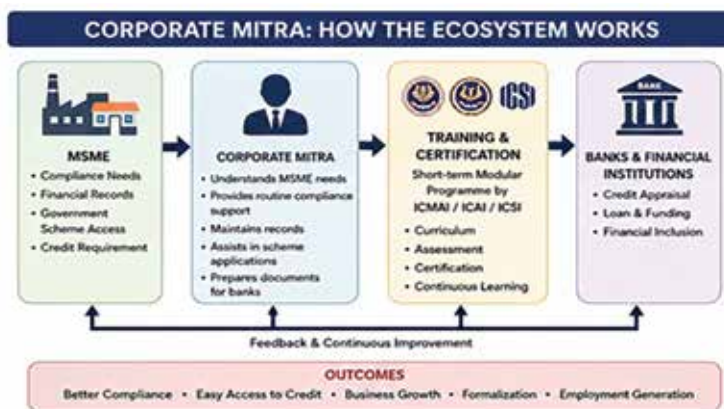 CORPORATE MITRA: HOW THE ECOSYSTEM WORKS
MSME
• Compliance Needs
• Financial Records
• Government
Scheme Access
• Credit Requirement
CORPORATE MITRA
• Understands MSME needs
• Provides routine compliance
support
• Maintains records
• Assists in scheme
applications
• Prepares documents
for banks
ICSI
TRAINING &
CERTIFICATION
Short-term Modular
Programme by
ICMAI / ICAI / ICSI
• Curriculum
• Assessment
• Certification
• Continuous Learning
BANK
BANKS & FINANCIAL
INSTITUTIONS
• Credit Appraisal
• Loan & Funding
• Financial Inclusion
Feedback & Continuous Improvement
OUTCOMES
Better Compliance • Easy Access to Credit • Business Growth • Formalization • Employment Generation